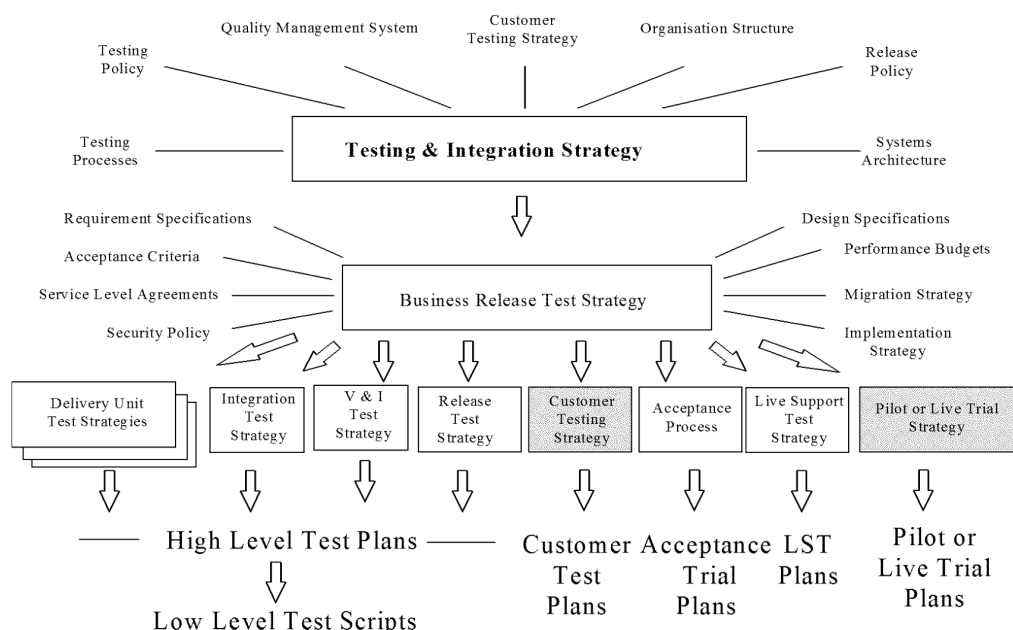 Quality Management System
Customer
Testing Strategy
Organisation Structure
Testing
Policy
Release
Policy
Testing
Processes
Testing & Integration Strategy
Systems
Architecture
Requirement Specifications
Design Specifications
Acceptance Criteria
Performance Budgets
Service Level Agreements
Business Release Test Strategy
Migration Strategy
Security Policy
Implementation
Strategy
Delivery Unit
Test Strategies
Integration
Test
Strategy
V & I
Test
Strategy
Release
Test
Strategy
Customer
Testing
Strategy
Acceptance
Process
Live Support
Test
Strategy
Pilot or Live Trial
Strategy
High Level Test Plans
Customer
Test
Plans
Acceptance
Trial
Plans
LST
Plans
Pilot or
Live Trial
Plans
Low Level Test Scripts